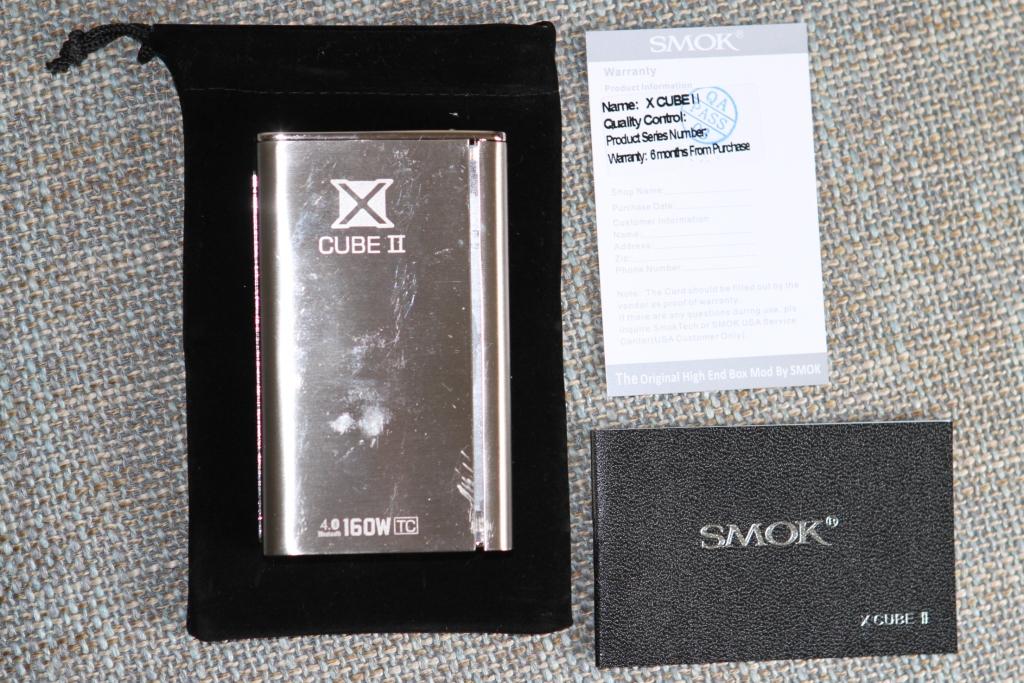 X
CUBE II
4.0
Bluetooth
160W TC
SMOK®
Warranty
Product Information
Name: X CUBE II
Quality Control:
Product Series Number:
Warranty: 6 months From Purchase
QA
PASS
Shop Name:
Purchase Date:
Customer Information
Name:
Address:
Zip:
Phone Number:
Note: The Card should be filled out by the
vendor as proof of warranty.
If there are any questions during use, pls
inquire SmokTech or SMOK USA Service
Center(USA Customer Only).
The Original High End Box Mod By SMOK
SMOK®
X CUBE II